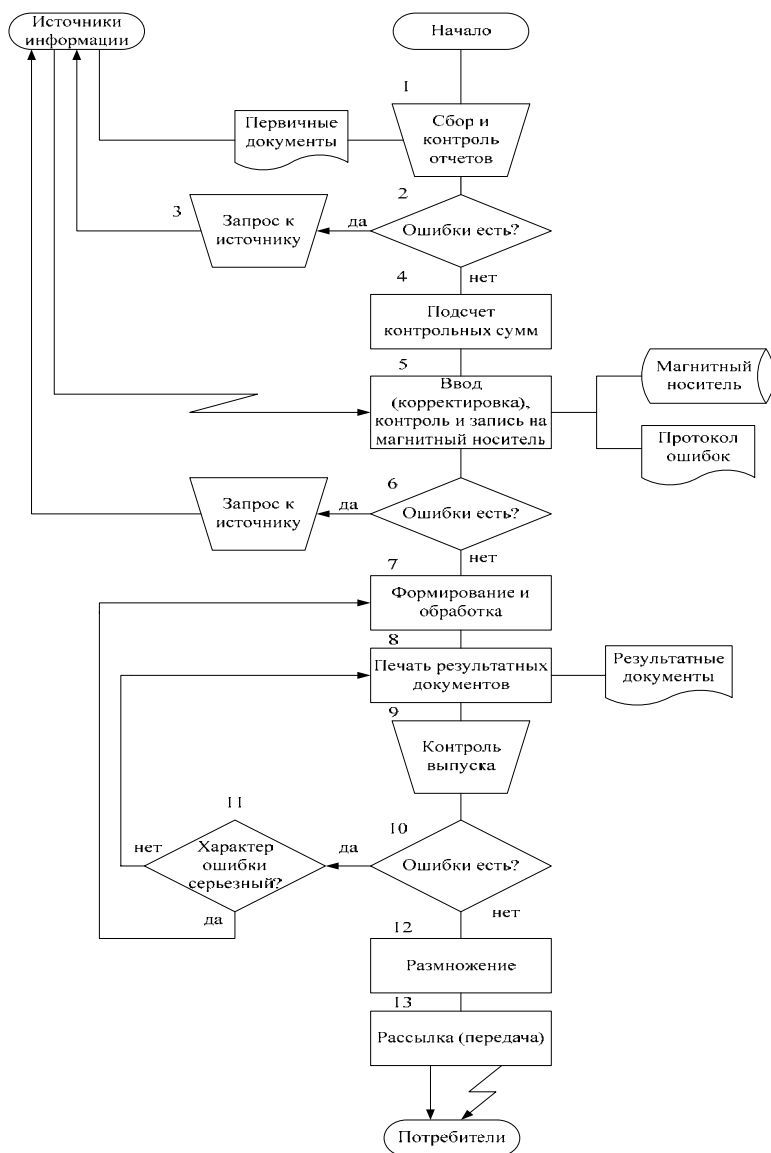 Источники
информации
Начало
1
Сбор и
контроль
отчетов
Первичные
документы
2
Ошибки есть?
да
3
Запрос к
источнику
нет
4
Подсчет
контрольных сумм
5
Ввод
(корректировка),
контроль и запись на
магнитный носитель
Магнитный
носитель
Протокол
ошибок
6
Ошибки есть?
да
Запрос к
источнику
нет
7
Формирование и
обработка
8
Печать результатных
документов
Результатные
документы
9
Контроль
выпуска
10
Ошибки есть?
да
11
Характер
ошибки
серьезный?
нет
да
нет
12
Размножение
13
Рассылка (передача)
Потребители